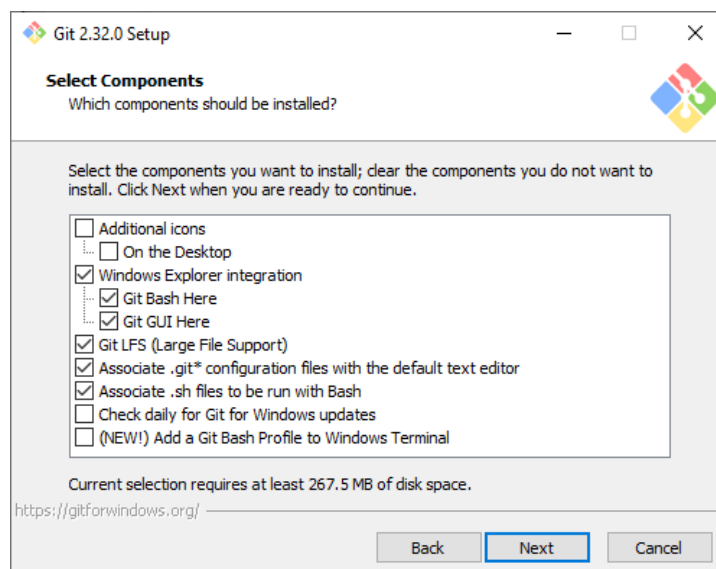 Git 2.32.0 Setup
Select Components
Which components should be installed?
Select the components you want to install; clear the components you do not want to
install. Click Next when you are ready to continue.
Additional icons
On the Desktop
Windows Explorer integration
Git Bash Here
Git GUI Here
Git LFS (Large File Support)
Associate .git* configuration files with the default text editor
Associate .sh files to be run with Bash
Check daily for Git for Windows updates
(NEW!) Add a Git Bash Profile to Windows Terminal
Current selection requires at least 267.5 MB of disk space.
https://gitforwindows.org/
Back Next Cancel